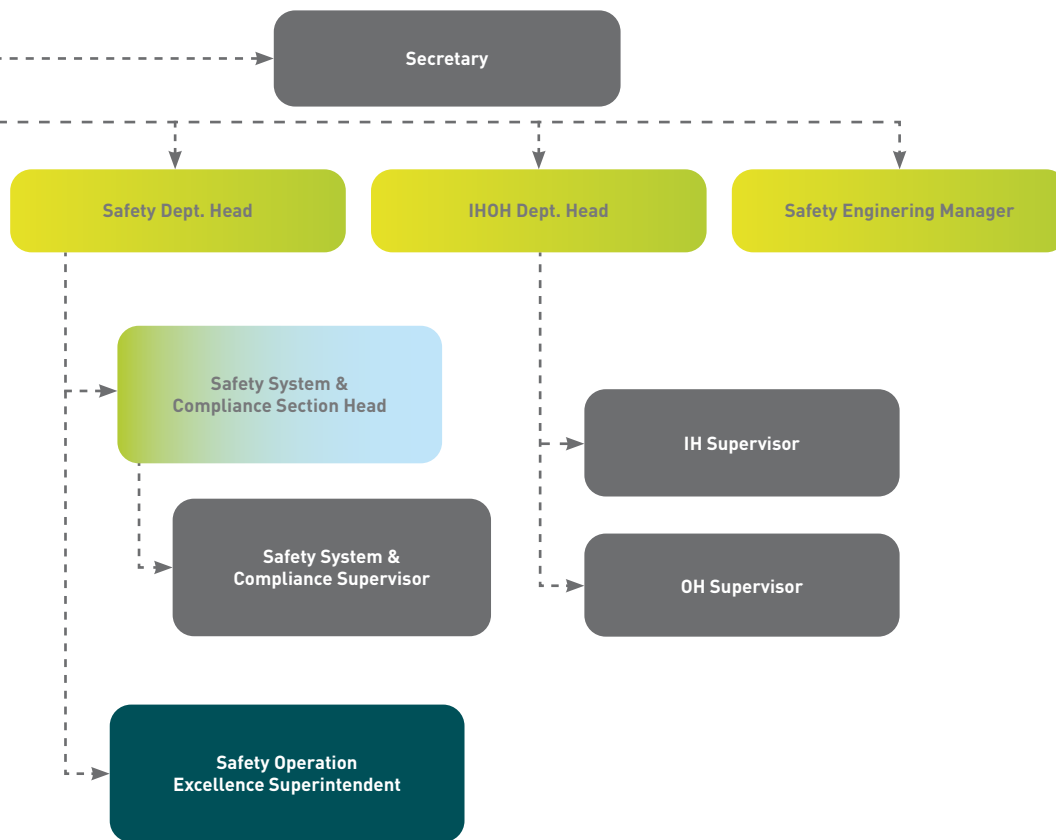 Secretary
Safety Dept. Head
IHOH Dept. Head
Safety Enginering Manager
Safety System &
Compliance Section Head
IH Supervisor
Safety System &
Compliance Supervisor
OH Supervisor
Safety Operation
Excellence Superintendent